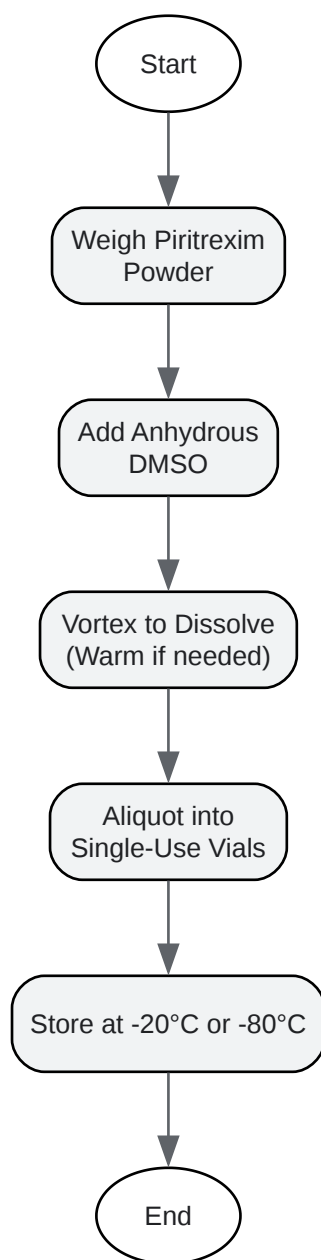 Start
Weigh Piritrexim
Powder
Add Anhydrous
DMSO
Vortex to Dissolve
(Warm if needed)
Aliquot into
Single-Use Vials
Store at -20°C or -80°C
End